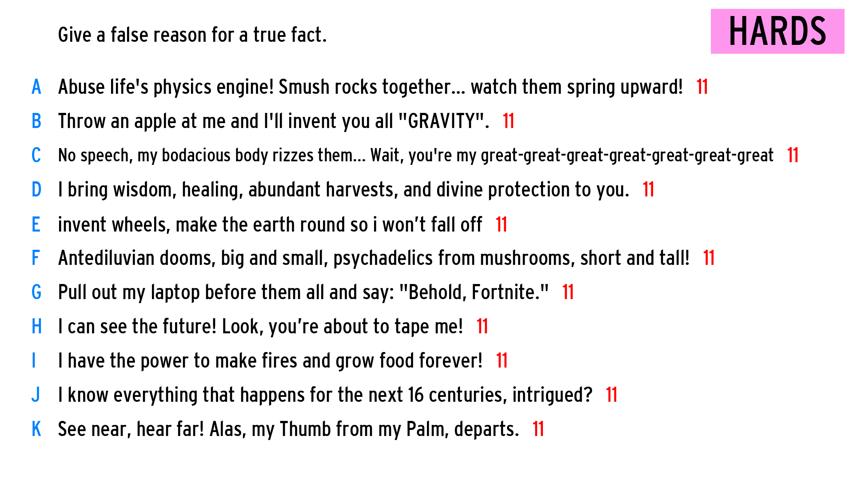 Give a false reason for a true fact.
HARDS
A Abuse life's physics engine! Smush rocks together... watch them spring upward! 11
B Throw an apple at me and I'll invent you all "GRAVITY". 11
C No speech, my bodacious body rizzes them... Wait, you're my great-great-great-great-great-great-great 11
D I bring wisdom, healing, abundant harvests, and divine protection to you. 11
E invent wheels, make the earth round so i won't fall off 11
F Antediluvian dooms, big and small, psychadelics from mushrooms, short and tall! 11
G Pull out my laptop before them all and say: "Behold, Fortnite." 11
H I can see the future! Look, you're about to tape me! 11
I I have the power to make fires and grow food forever! 11
J I know everything that happens for the next 16 centuries, intrigued? 11
K See near, hear far! Alas, my Thumb from my Palm, departs. 11